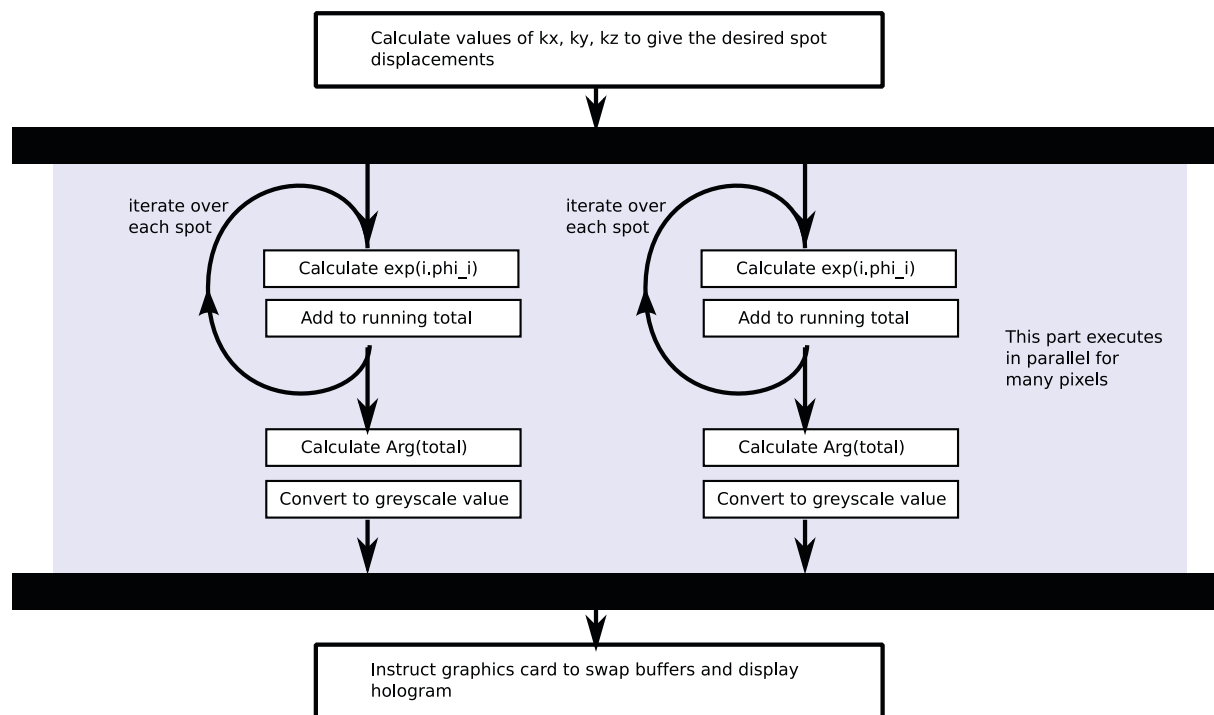 Calculate values of kx, ky, kz to give the desired spot
displacements
iterate over
each spot
Calculate exp(i.phi_i)
Add to running total
Calculate Arg(total)
Convert to greyscale value
iterate over
each spot
Calculate exp(i.phi_i)
Add to running total
Calculate Arg(total)
Convert to greyscale value
This part executes
in parallel for
many pixels
Instruct graphics card to swap buffers and display
hologram